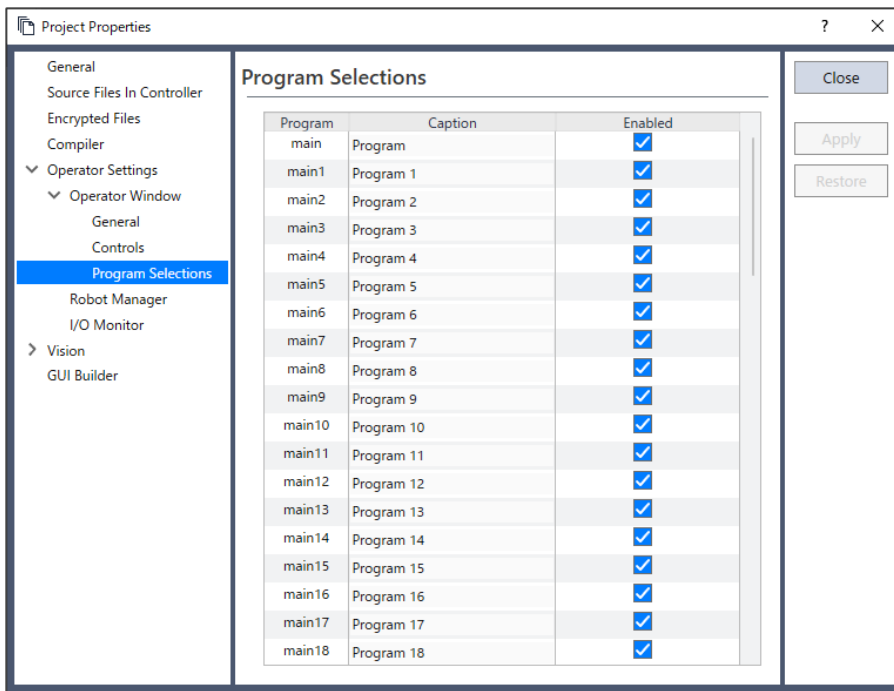 Project Properties
?
General
Source Files In Controller
Encrypted Files
Compiler
Operator Settings
Operator Window
General
Controls
Program Selections
Robot Manager
I/O Monitor
Vision
GUI Builder
Program Selections
Program Caption Enabled
main Program
main1 Program 1
main2 Program 2
main3 Program 3
main4 Program 4
main5 Program 5
main6 Program 6
main7 Program 7
main8 Program 8
main9 Program 9
main10 Program 10
main11 Program 11
main12 Program 12
main13 Program 13
main14 Program 14
main15 Program 15
main16 Program 16
main17 Program 17
main18 Program 18
Close
Apply
Restore